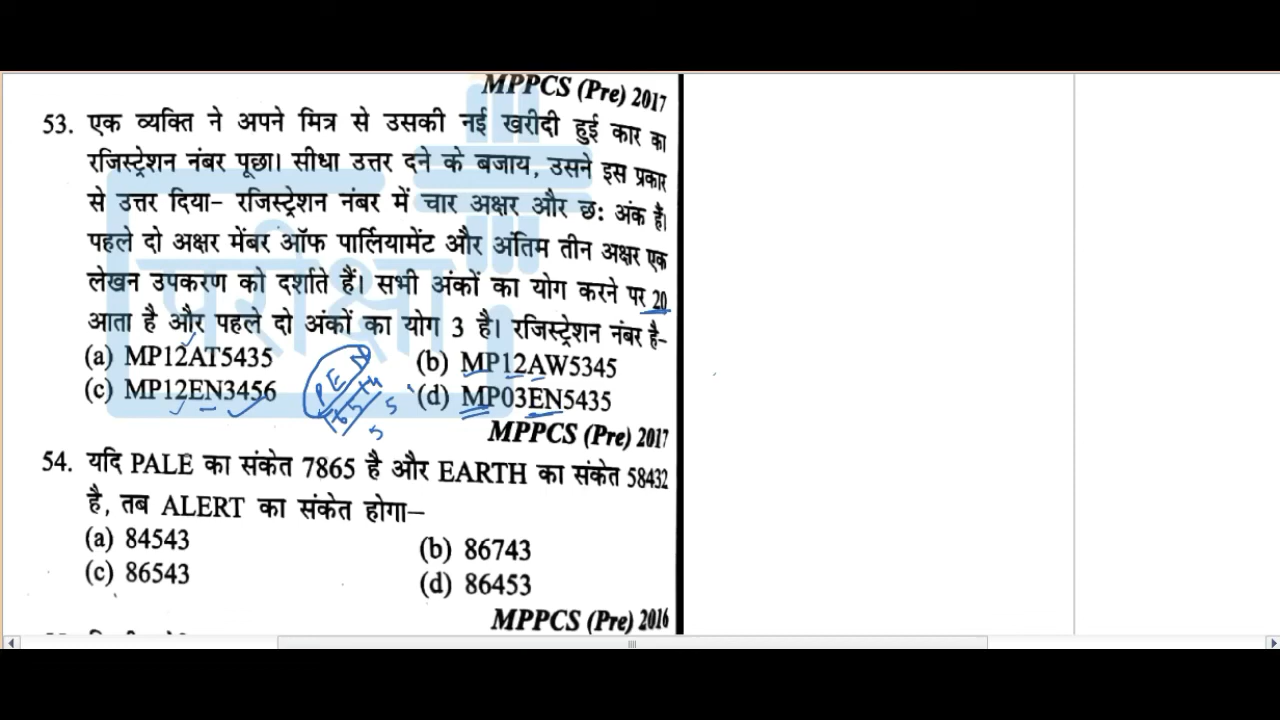 MPPCS (Pre) 2017
53. एक व्यक्ति ने अपने मित्र से उसकी नई खरीदी हुई कार का
रजिस्ट्रेशन नंबर पूछा। सीधा उत्तर दने के बजाय, उसने इस प्रकार
से उत्तर दिया– रजिस्ट्रेशन नंबर में चार अक्षर और छः अंक हैं।
पहले दो अक्षर मेंबर ऑफ पार्लियामेंट और अंतिम तीन अक्षर एक
लेखन उपकरण को दर्शाते हैं। सभी अंकों का योग करने पर 20
आता है और पहले दो अंकों का योग 3 है। रजिस्ट्रेशन नंबर है–
(a) MP12AT5435 (b) MP12AW5345
(c) MP12EN3456 (d) MP03EN5435
PEN
MPPCS (Pre) 2017
54. यदि PALE का संकेत 7865 है और EARTH का संकेत 58432
है, तब ALERT का संकेत होगा–
(a) 84543 (b) 86743
(c) 86543 (d) 86453
MPPCS (Pre) 2016
परीक्षा